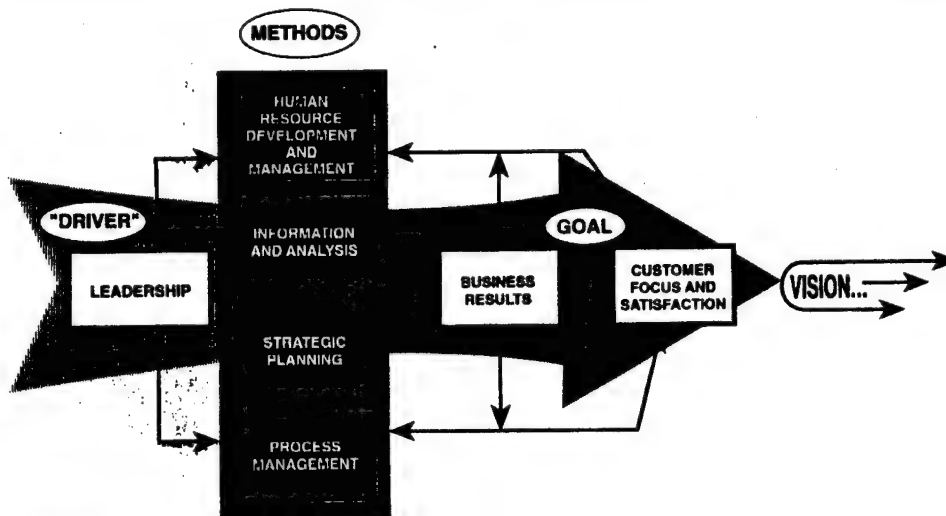 METHODS
HUMAN
RESOURCE
DEVELOPMENT
AND
MANAGEMENT
"DRIVER"
INFORMATION
AND ANALYSIS
GOAL
LEADERSHIP
BUSINESS
RESULTS
CUSTOMER
FOCUS AND
SATISFACTION
VISION...
STRATEGIC
PLANNING
PROCESS
MANAGEMENT